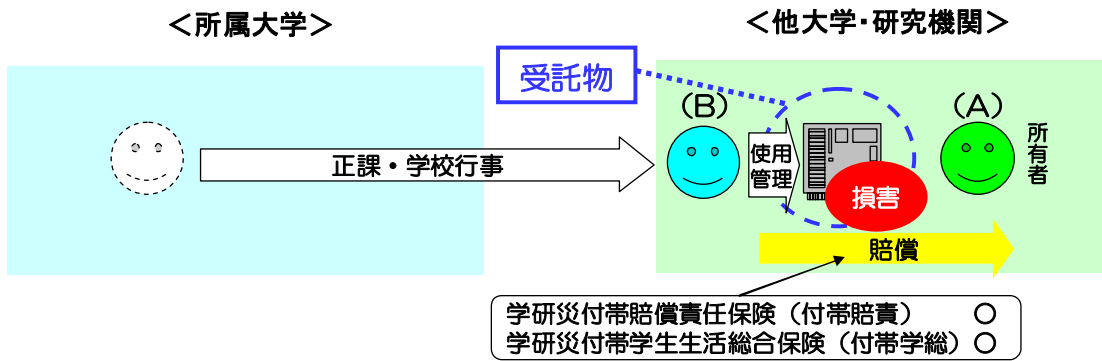 ＜所属大学＞
＜他大学・研究機関＞
受託物
（B）
（A）
所有者
正課・学校行事
使用
管理
損害
賠償
学研災付帯賠償責任保険（付帯賠責）　○
学研災付帯学生生活総合保険（付帯学総）○